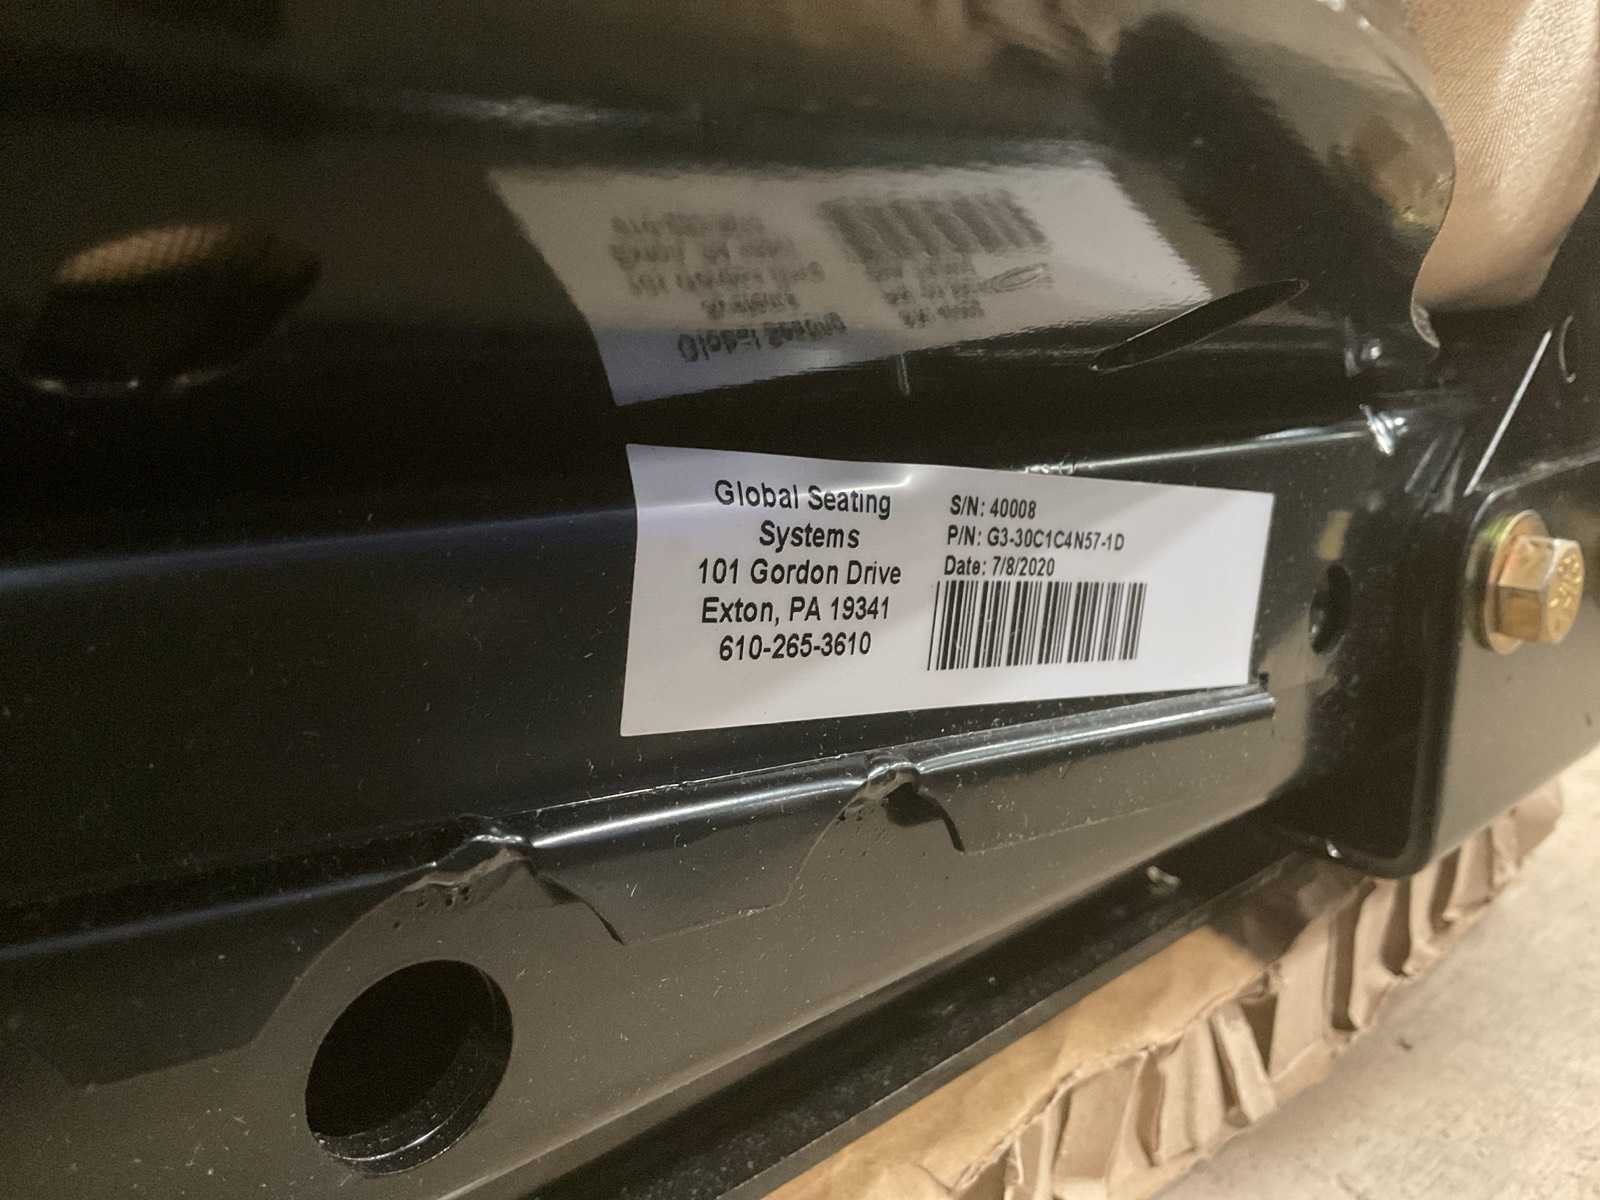 Global Seating
Systems
101 Gordon Drive
Exton, PA 19341
610-265-3610
S/N: 40008
P/N: G3-30C1C4N57-1D
Date: 7/8/2020